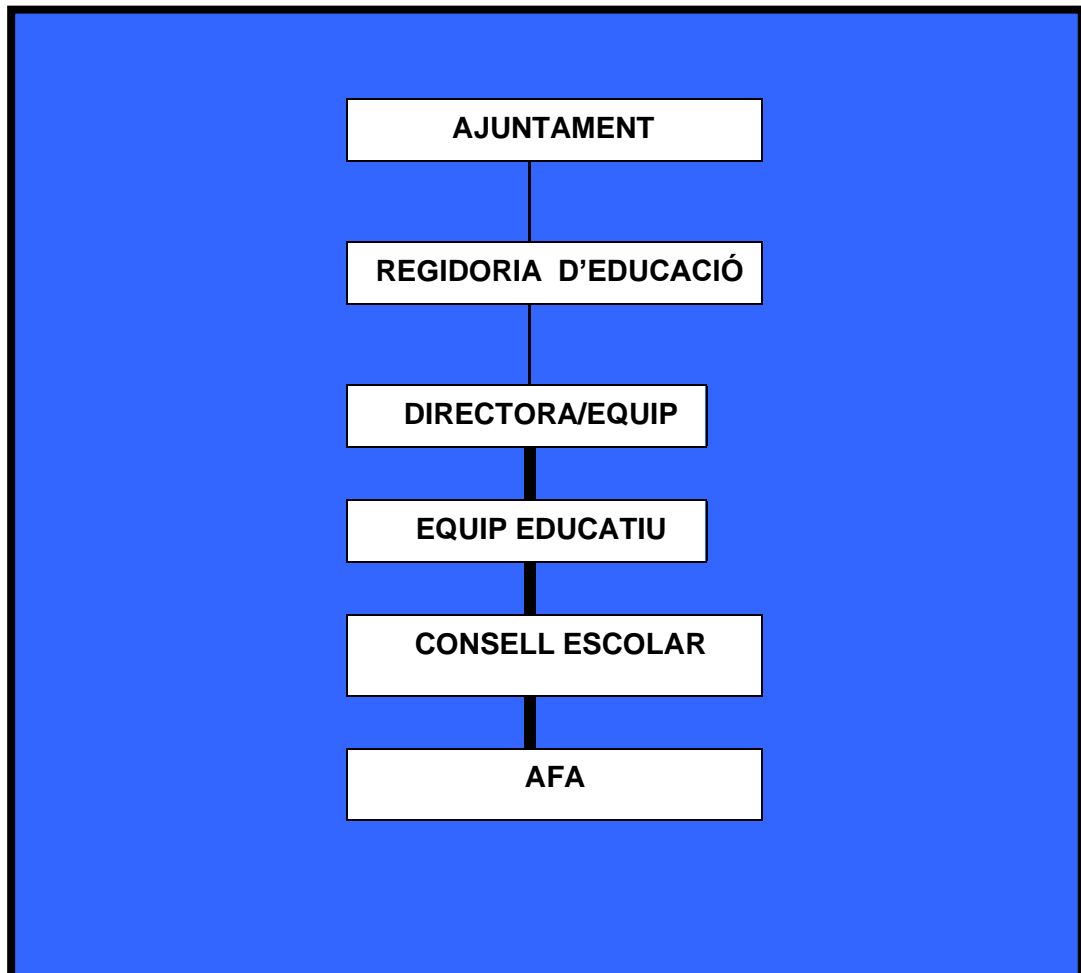 AJUNTAMENT
REGIDORIA D’EDUCACIÓ
DIRECTORA/EQUIP
EQUIP EDUCATIU
CONSELL ESCOLAR
AFA